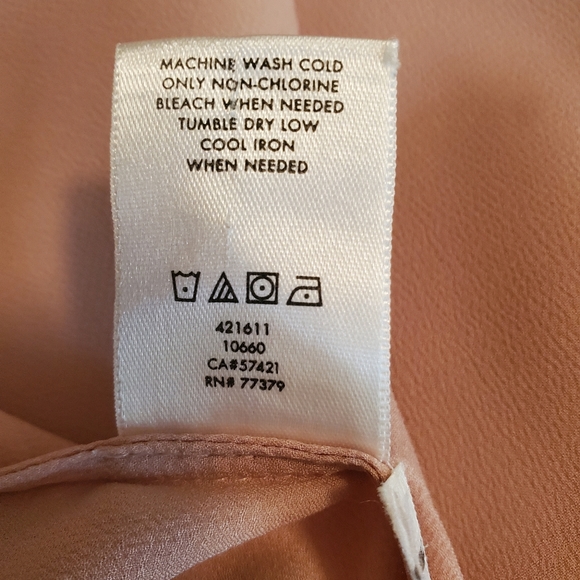 MACHINE WASH COLD
ONLY NON-CHLORINE
BLEACH WHEN NEEDED
TUMBLE DRY LOW
COOL IRON
WHEN NEEDED
421611
10660
CA#57421
RN# 77379